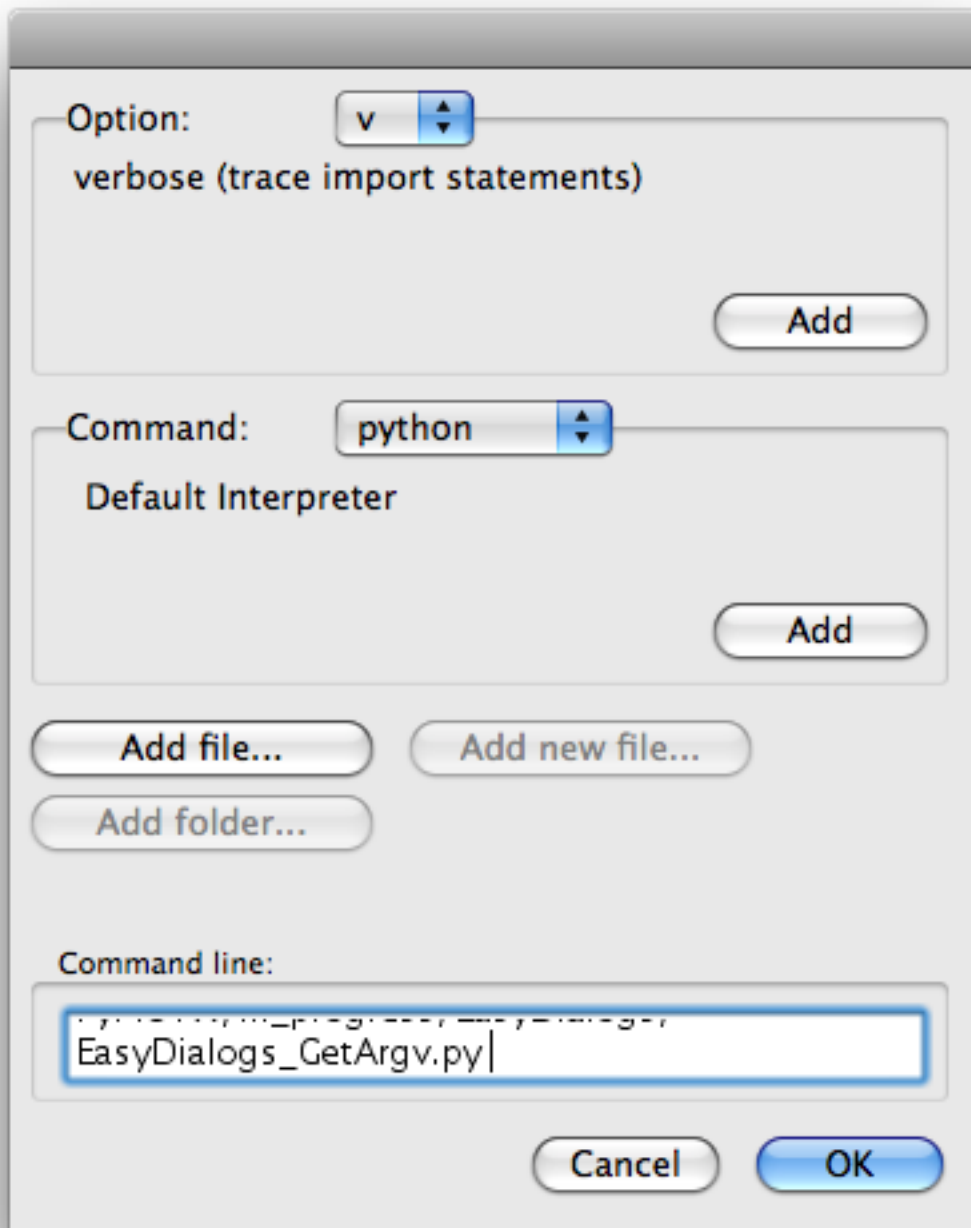 Option: v
verbose (trace import statements)
Add
Command: python
Default Interpreter
Add
Add file... Add new file...
Add folder...
Command line:
EasyDialogs_GetArgv.py
Cancel OK